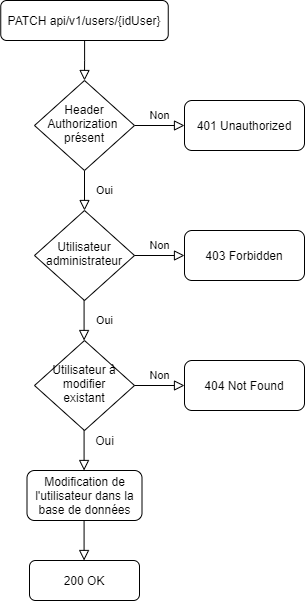 PATCH api/v1/users/{idUser}
Header
Authorization
présent
Non
401 Unauthorized
Oui
Utilisateur
administrateur
Non
403 Forbidden
Oui
Utilisateur à
modifier
existant
Non
404 Not Found
Oui
Modification de
l'utilisateur dans la
base de données
200 OK